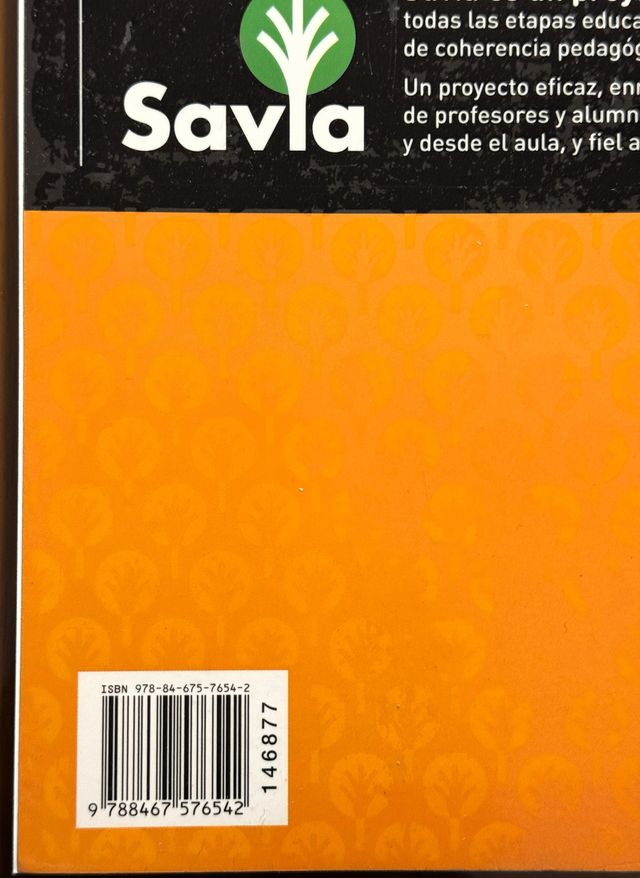 Savia
todas las etapas educa
de coherencia pedagóg
Un proyecto eficaz, enr
de profesores y alumn
y desde el aula, y fiel a
ISBN 978-84-675-7654-2
146877
9 788467 576542